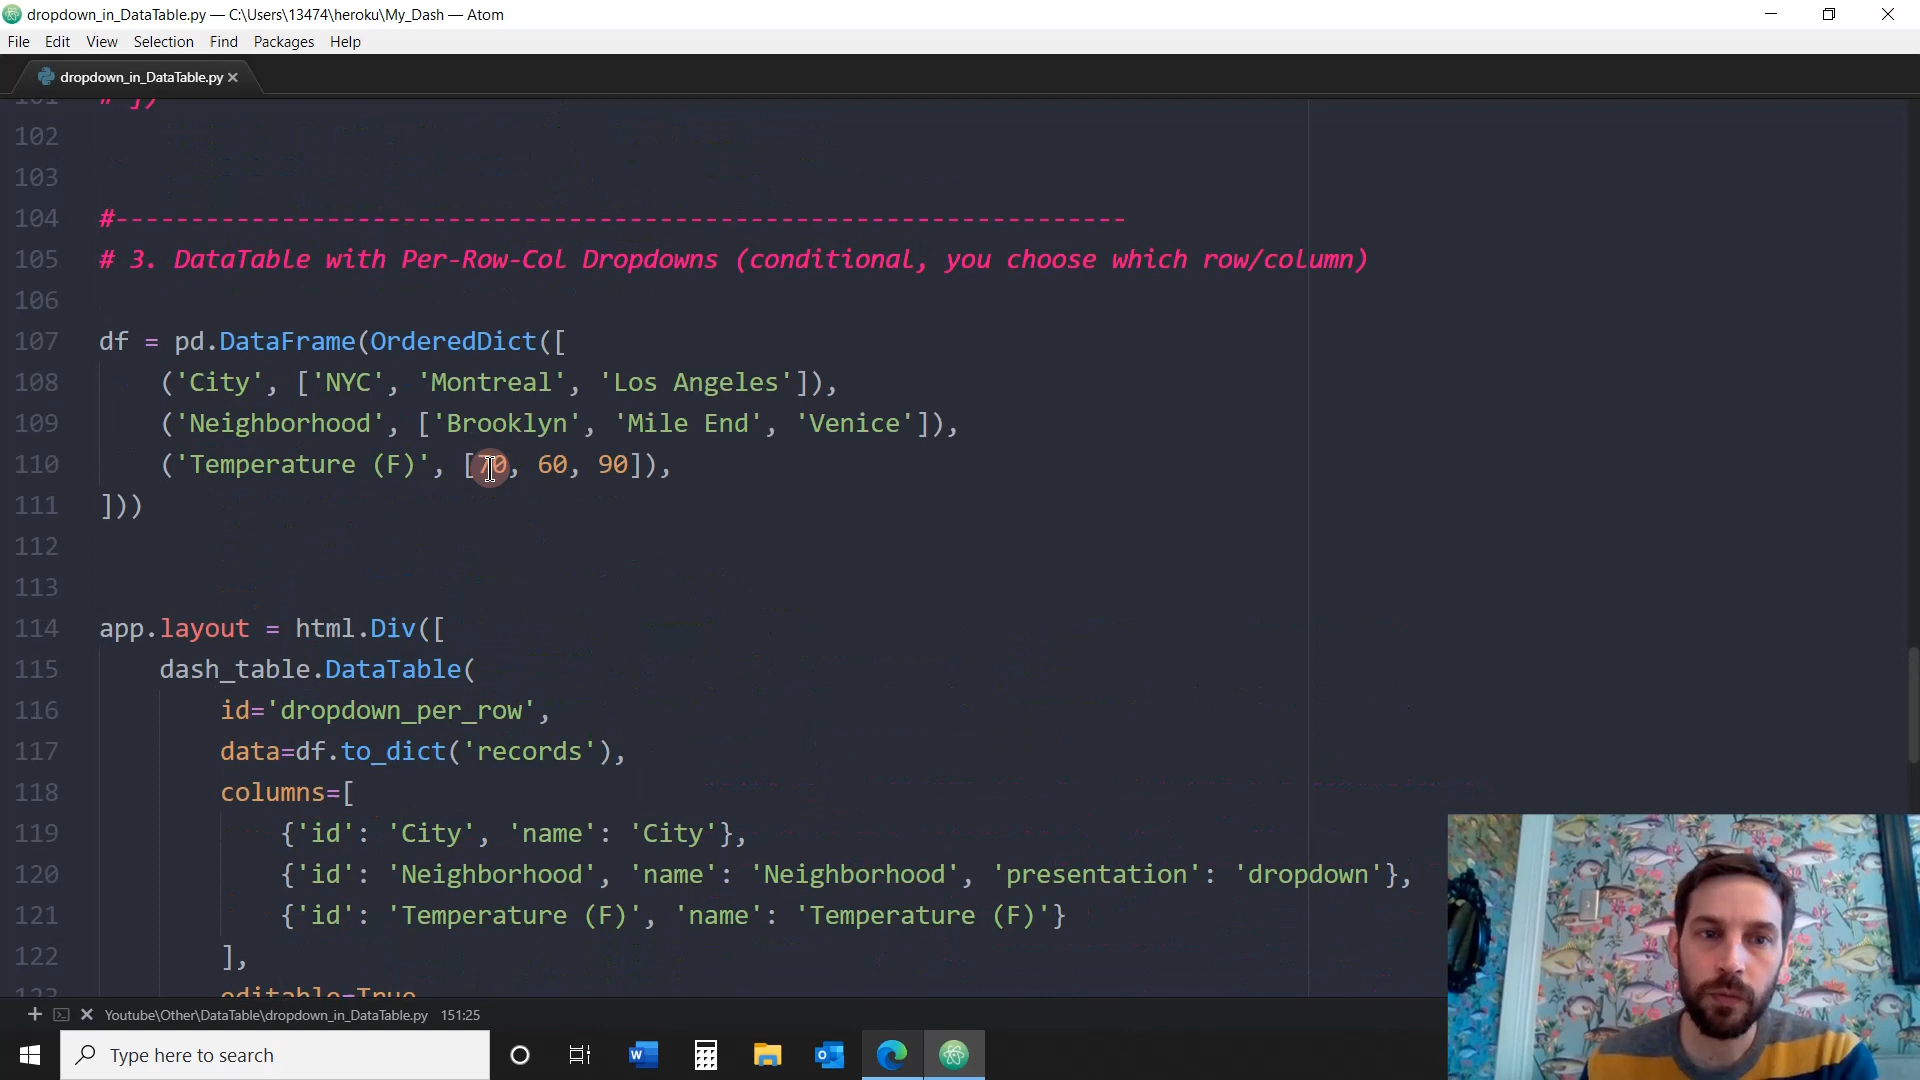 dropdown_in_DataTable.py — C:\Users\13474\heroku\My_Dash — Atom
File Edit View Selection Find Packages Help
dropdown_in_DataTable.py
101 # ])
102
103
104 #-------------------------------------------------------------------
105 # 3. DataTable with Per-Row-Col Dropdowns (conditional, you choose which row/column)
106
107 df = pd.DataFrame(OrderedDict([
108 ('City', ['NYC', 'Montreal', 'Los Angeles']),
109 ('Neighborhood', ['Brooklyn', 'Mile End', 'Venice']),
110 ('Temperature (F)', [70, 60, 90]),
111 ]))
112
113
114 app.layout = html.Div([
115 dash_table.DataTable(
116 id='dropdown_per_row',
117 data=df.to_dict('records'),
118 columns=[
119 {'id': 'City', 'name': 'City'},
120 {'id': 'Neighborhood', 'name': 'Neighborhood', 'presentation': 'dropdown'},
121 {'id': 'Temperature (F)', 'name': 'Temperature (F)'}
122 ],
123 editable=True
Youtube\Other\DataTable\dropdown_in_DataTable.py 151:25
Type here to search